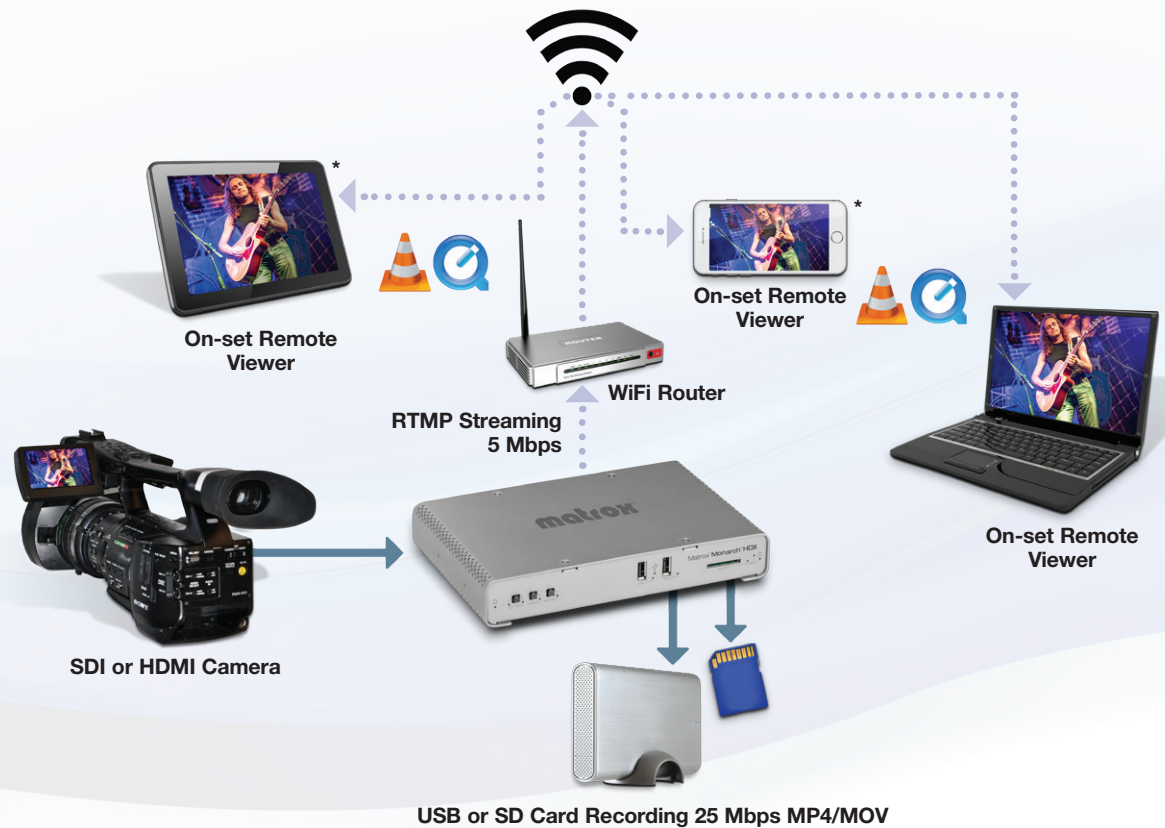 *
*
On-set Remote
Viewer
On-set Remote
Viewer
ROUTER
WiFi Router
RTMP Streaming
5 Mbps
matrox
Matrox Monarch HDX
On-set Remote
Viewer
SONY
SDI or HDMI Camera
USB or SD Card Recording 25 Mbps MP4/MOV